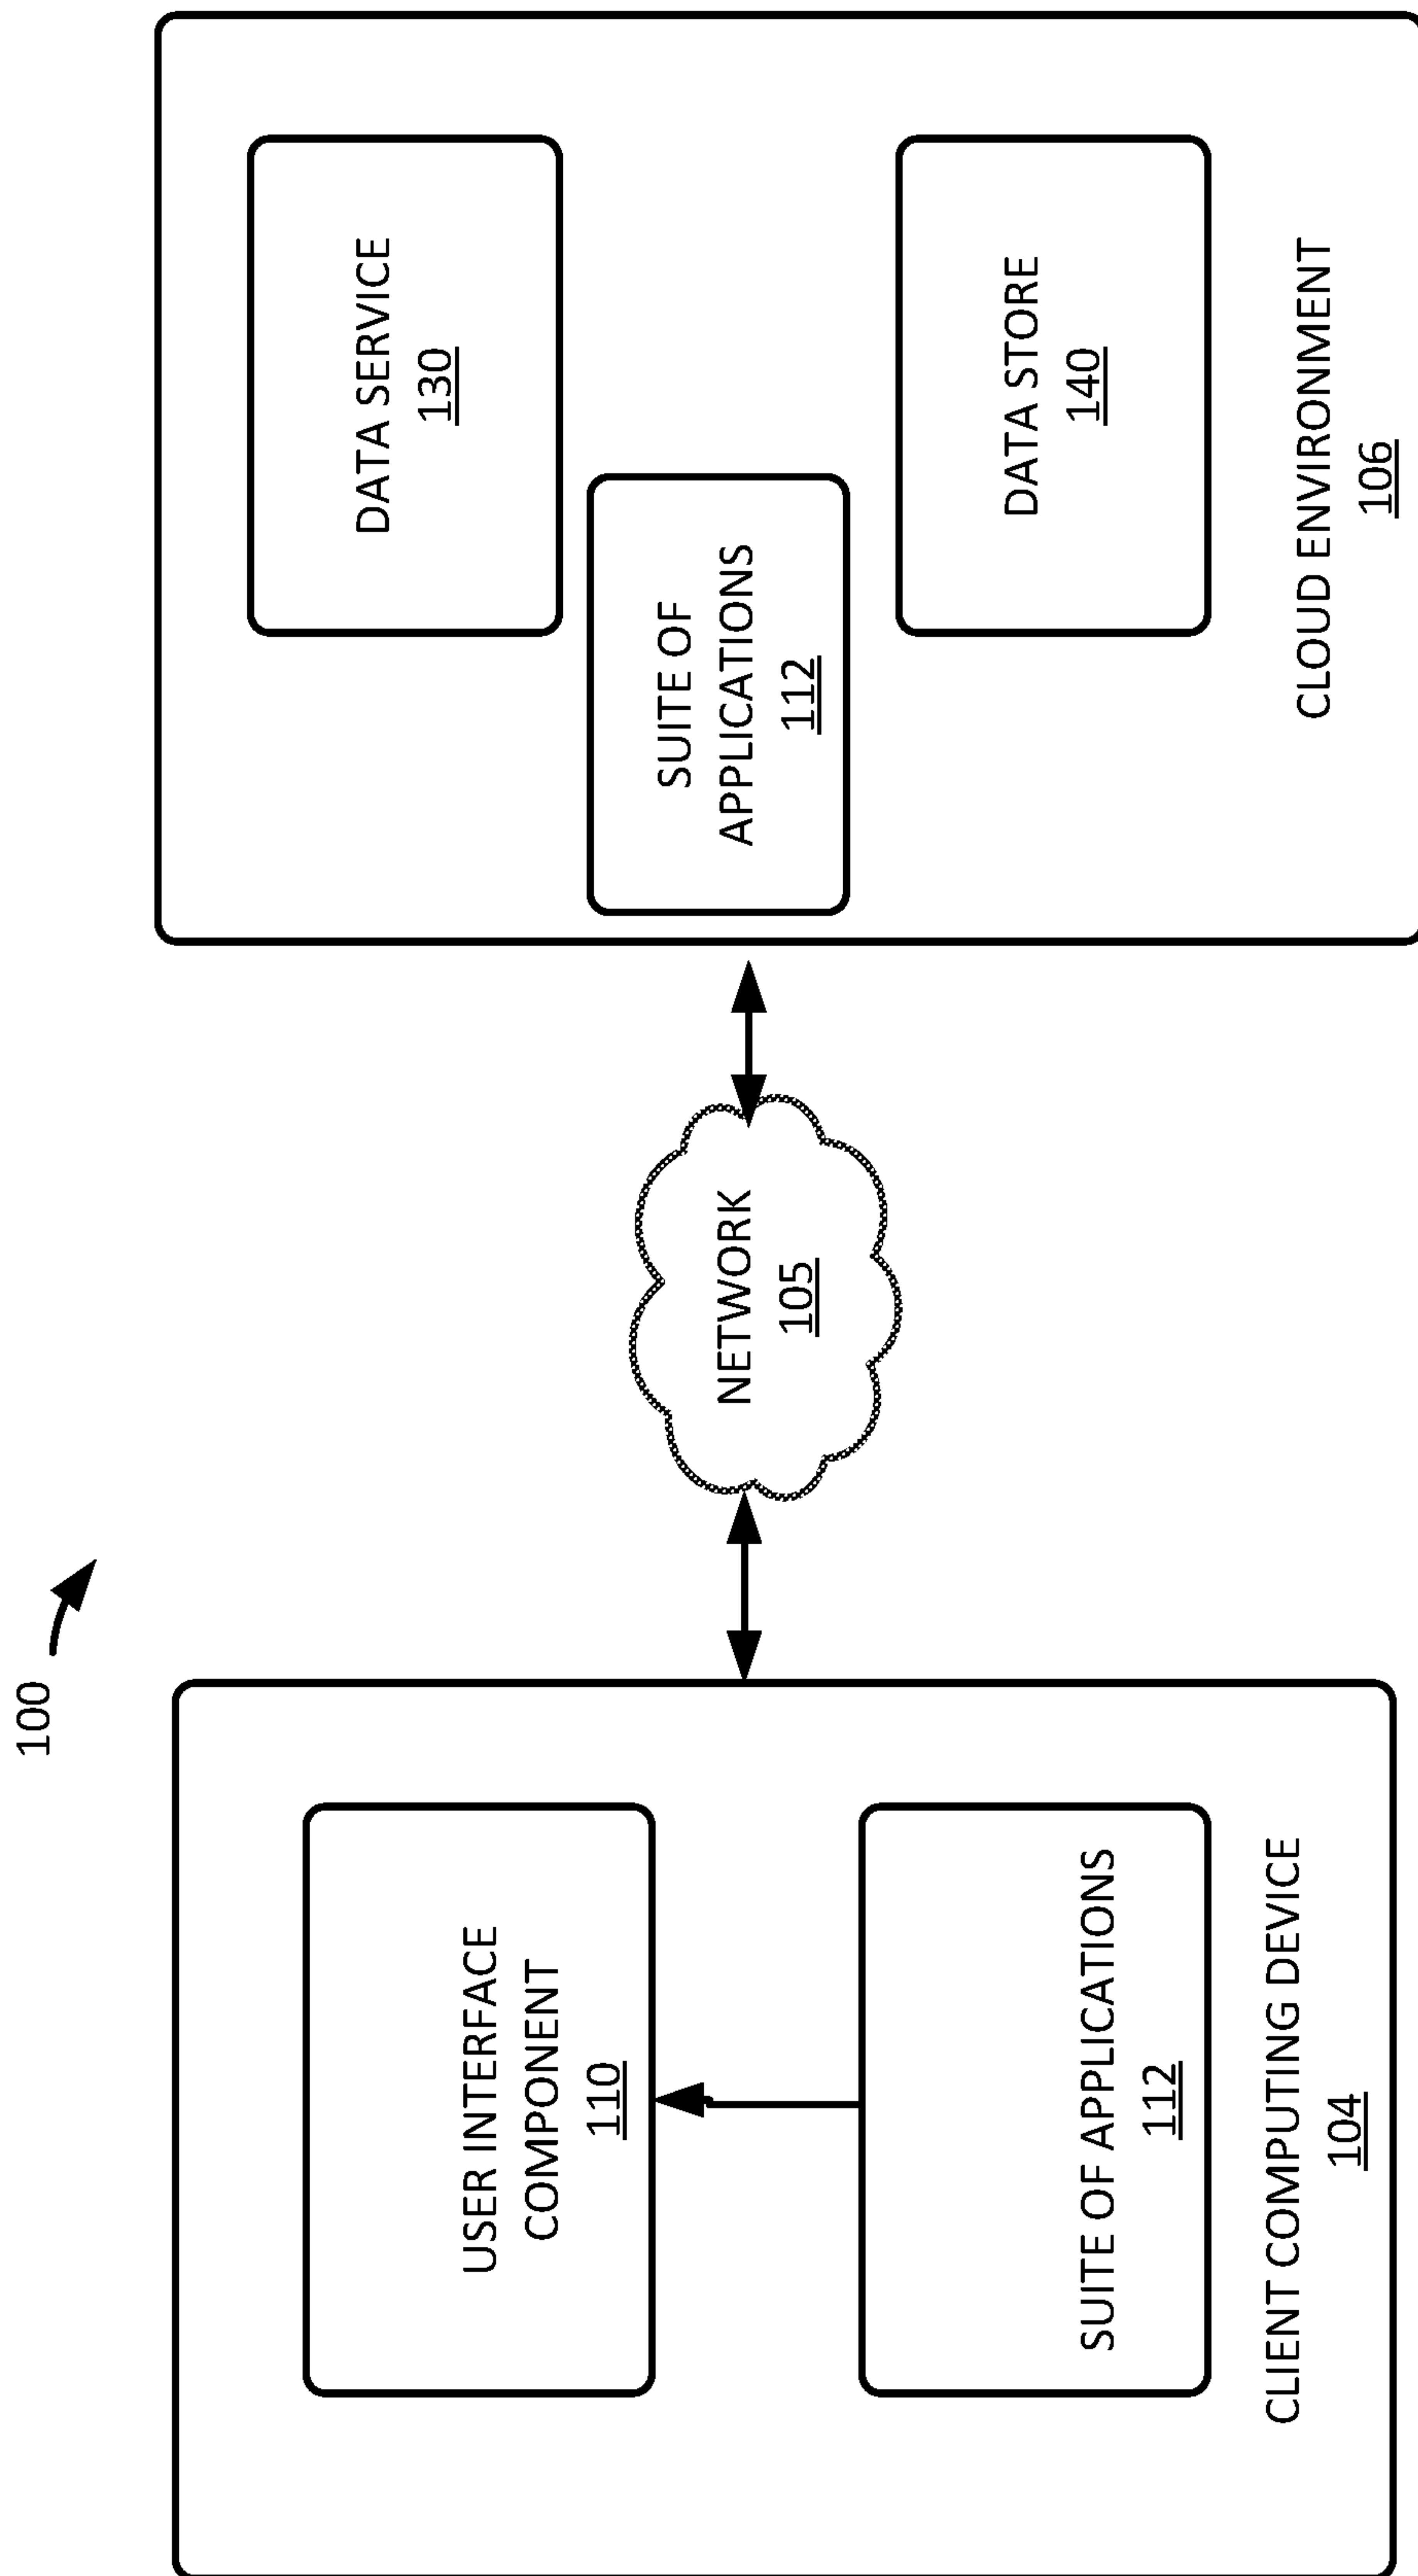 100
USER INTERFACE
COMPONENT
110
SUITE OF APPLICATIONS
112
CLIENT COMPUTING DEVICE
104
NETWORK
105
DATA SERVICE
130
SUITE OF
APPLICATIONS
112
DATA STORE
140
CLOUD ENVIRONMENT
106